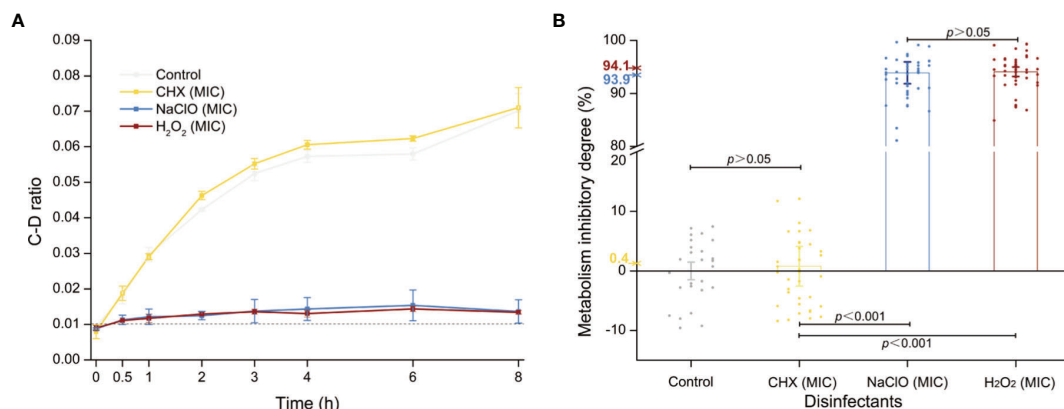 A
C-D ratio
0.09
0.08
0.07
0.06
0.05
0.04
0.03
0.02
0.01
0.00
Control
CHX (MIC)
NaClO (MIC)
H₂O₂ (MIC)
0 0.5 1 2 3 4 6 8
Time (h)
B
Metabolism inhibitory degree (%)
100
94.1
93.9
90
80
20
10
0.4
0
-10
p>0.05
p>0.05
p<0.001
p<0.001
Control CHX (MIC) NaClO (MIC) H₂O₂ (MIC)
Disinfectants